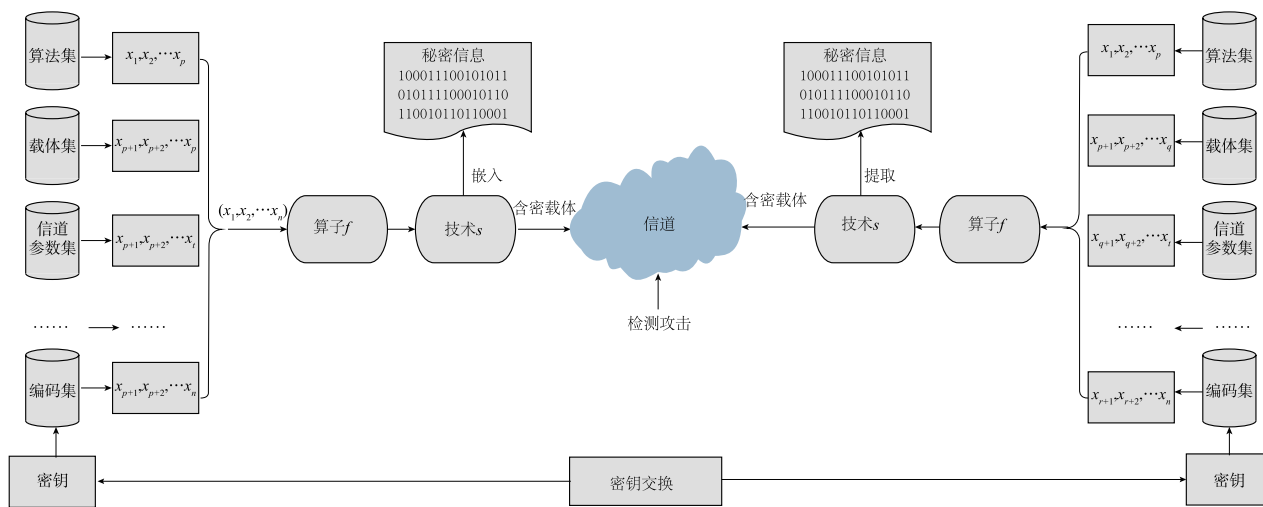 算法集
x₁,x₂,⋯xₚ
载体集
xₚ₊₁,xₚ₊₂,⋯xₚ
信道
参数集
xₚ₊₁,xₚ₊₂,⋯xₜ
⋯⋯
⋯⋯
编码集
xₚ₊₁,xₚ₊₂,⋯xₙ
密钥
(x₁,x₂,⋯xₙ)
算子f
技术s
嵌入
秘密信息
100011100101011
010111100010110
110010110110001
含密载体
信道
检测攻击
密钥交换
含密载体
秘密信息
100011100101011
010111100010110
110010110110001
提取
技术s
算子f
x₁,x₂,⋯xₚ
算法集
xₚ₊₁,xₚ₊₂,⋯x_q
载体集
x_{q+1},x_{q+2},⋯xₜ
信道
参数集
⋯⋯
⋯⋯
xᵣ₊₁,xᵣ₊₂,⋯xₙ
编码集
密钥